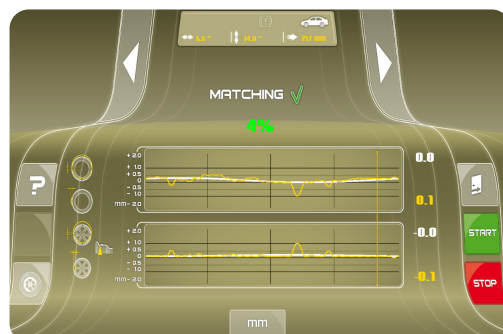 5.5 " 14.0 " 217 mm
MATCHING
4%
+ 2.0
+ 1.0
+ 0.5
0
- 0.5
- 1.0
mm- 2.0
0.0
0.1
?
+ 2.0
+ 1.0
+ 0.5
0
- 0.5
- 1.0
mm- 2.0
-0.0
-0.1
START
STOP
mm